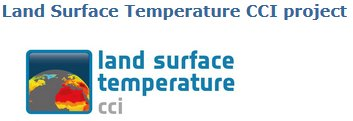 Land Surface Temperature CCI project
land surface
temperature
cci